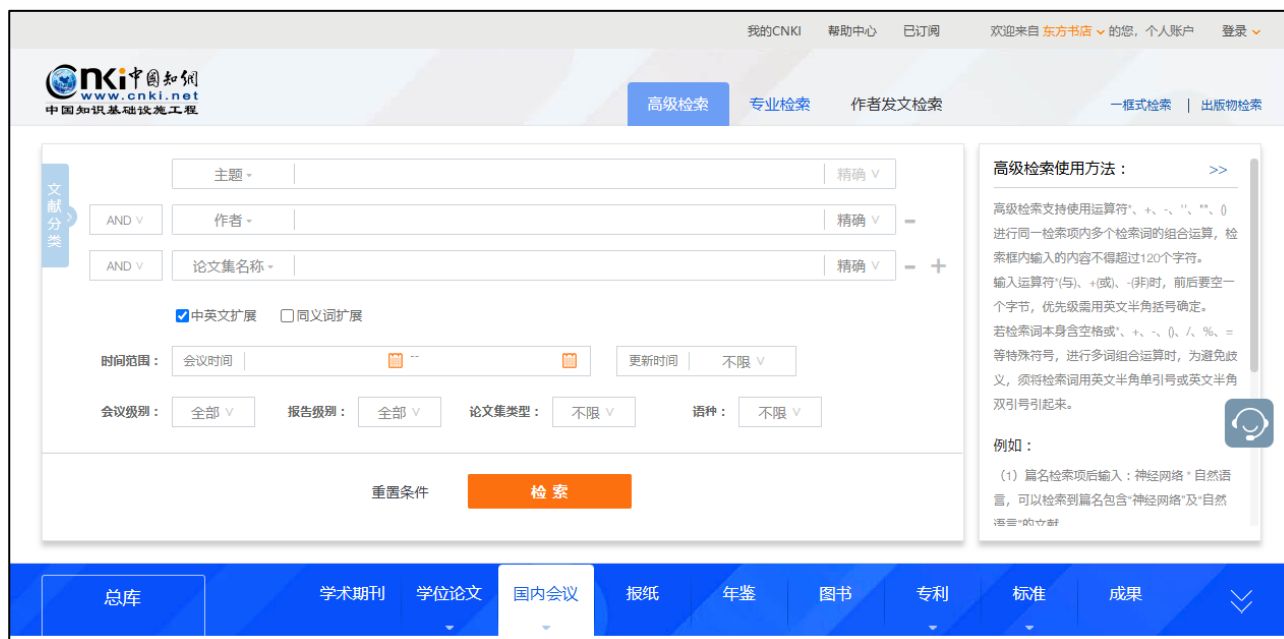 我的CNKI 帮助中心 已订阅 欢迎来自 东方书店 的您, 个人账户 登录
Cnki 中国知网
www.cnki.net
中国知识基础设施工程
高级检索 专业检索 作者发文检索 一框式检索 | 出版物检索
文献分类
主题 精确
AND 作者 精确
AND 论文集名称 精确
中英文扩展 同义词扩展
时间范围： 会议时间 -- 更新时间 不限
会议级别： 全部 报告级别： 全部 论文集类型： 不限 语种： 不限
重置条件 检索
高级检索使用方法： >>
高级检索支持使用运算符*、+、-、''、""、()
进行同一检索项内多个检索词的组合运算，检
索框内输入的内容不得超过120个字符。
输入运算符*(与)、+(或)、-(非)时，前后要空一
个字节，优先级需用英文半角括号确定。
若检索词本身含空格或*、+、-、()、/、%、=
等特殊符号，进行多词组合运算时，为避免歧
义，须将检索词用英文半角单引号或英文半角
双引号引起来。
例如：
（1）篇名检索项后输入：神经网络 * 自然语
言，可以检索到篇名包含“神经网络”及“自然
语言”的文献
总库 学术期刊 学位论文 国内会议 报纸 年鉴 图书 专利 标准 成果